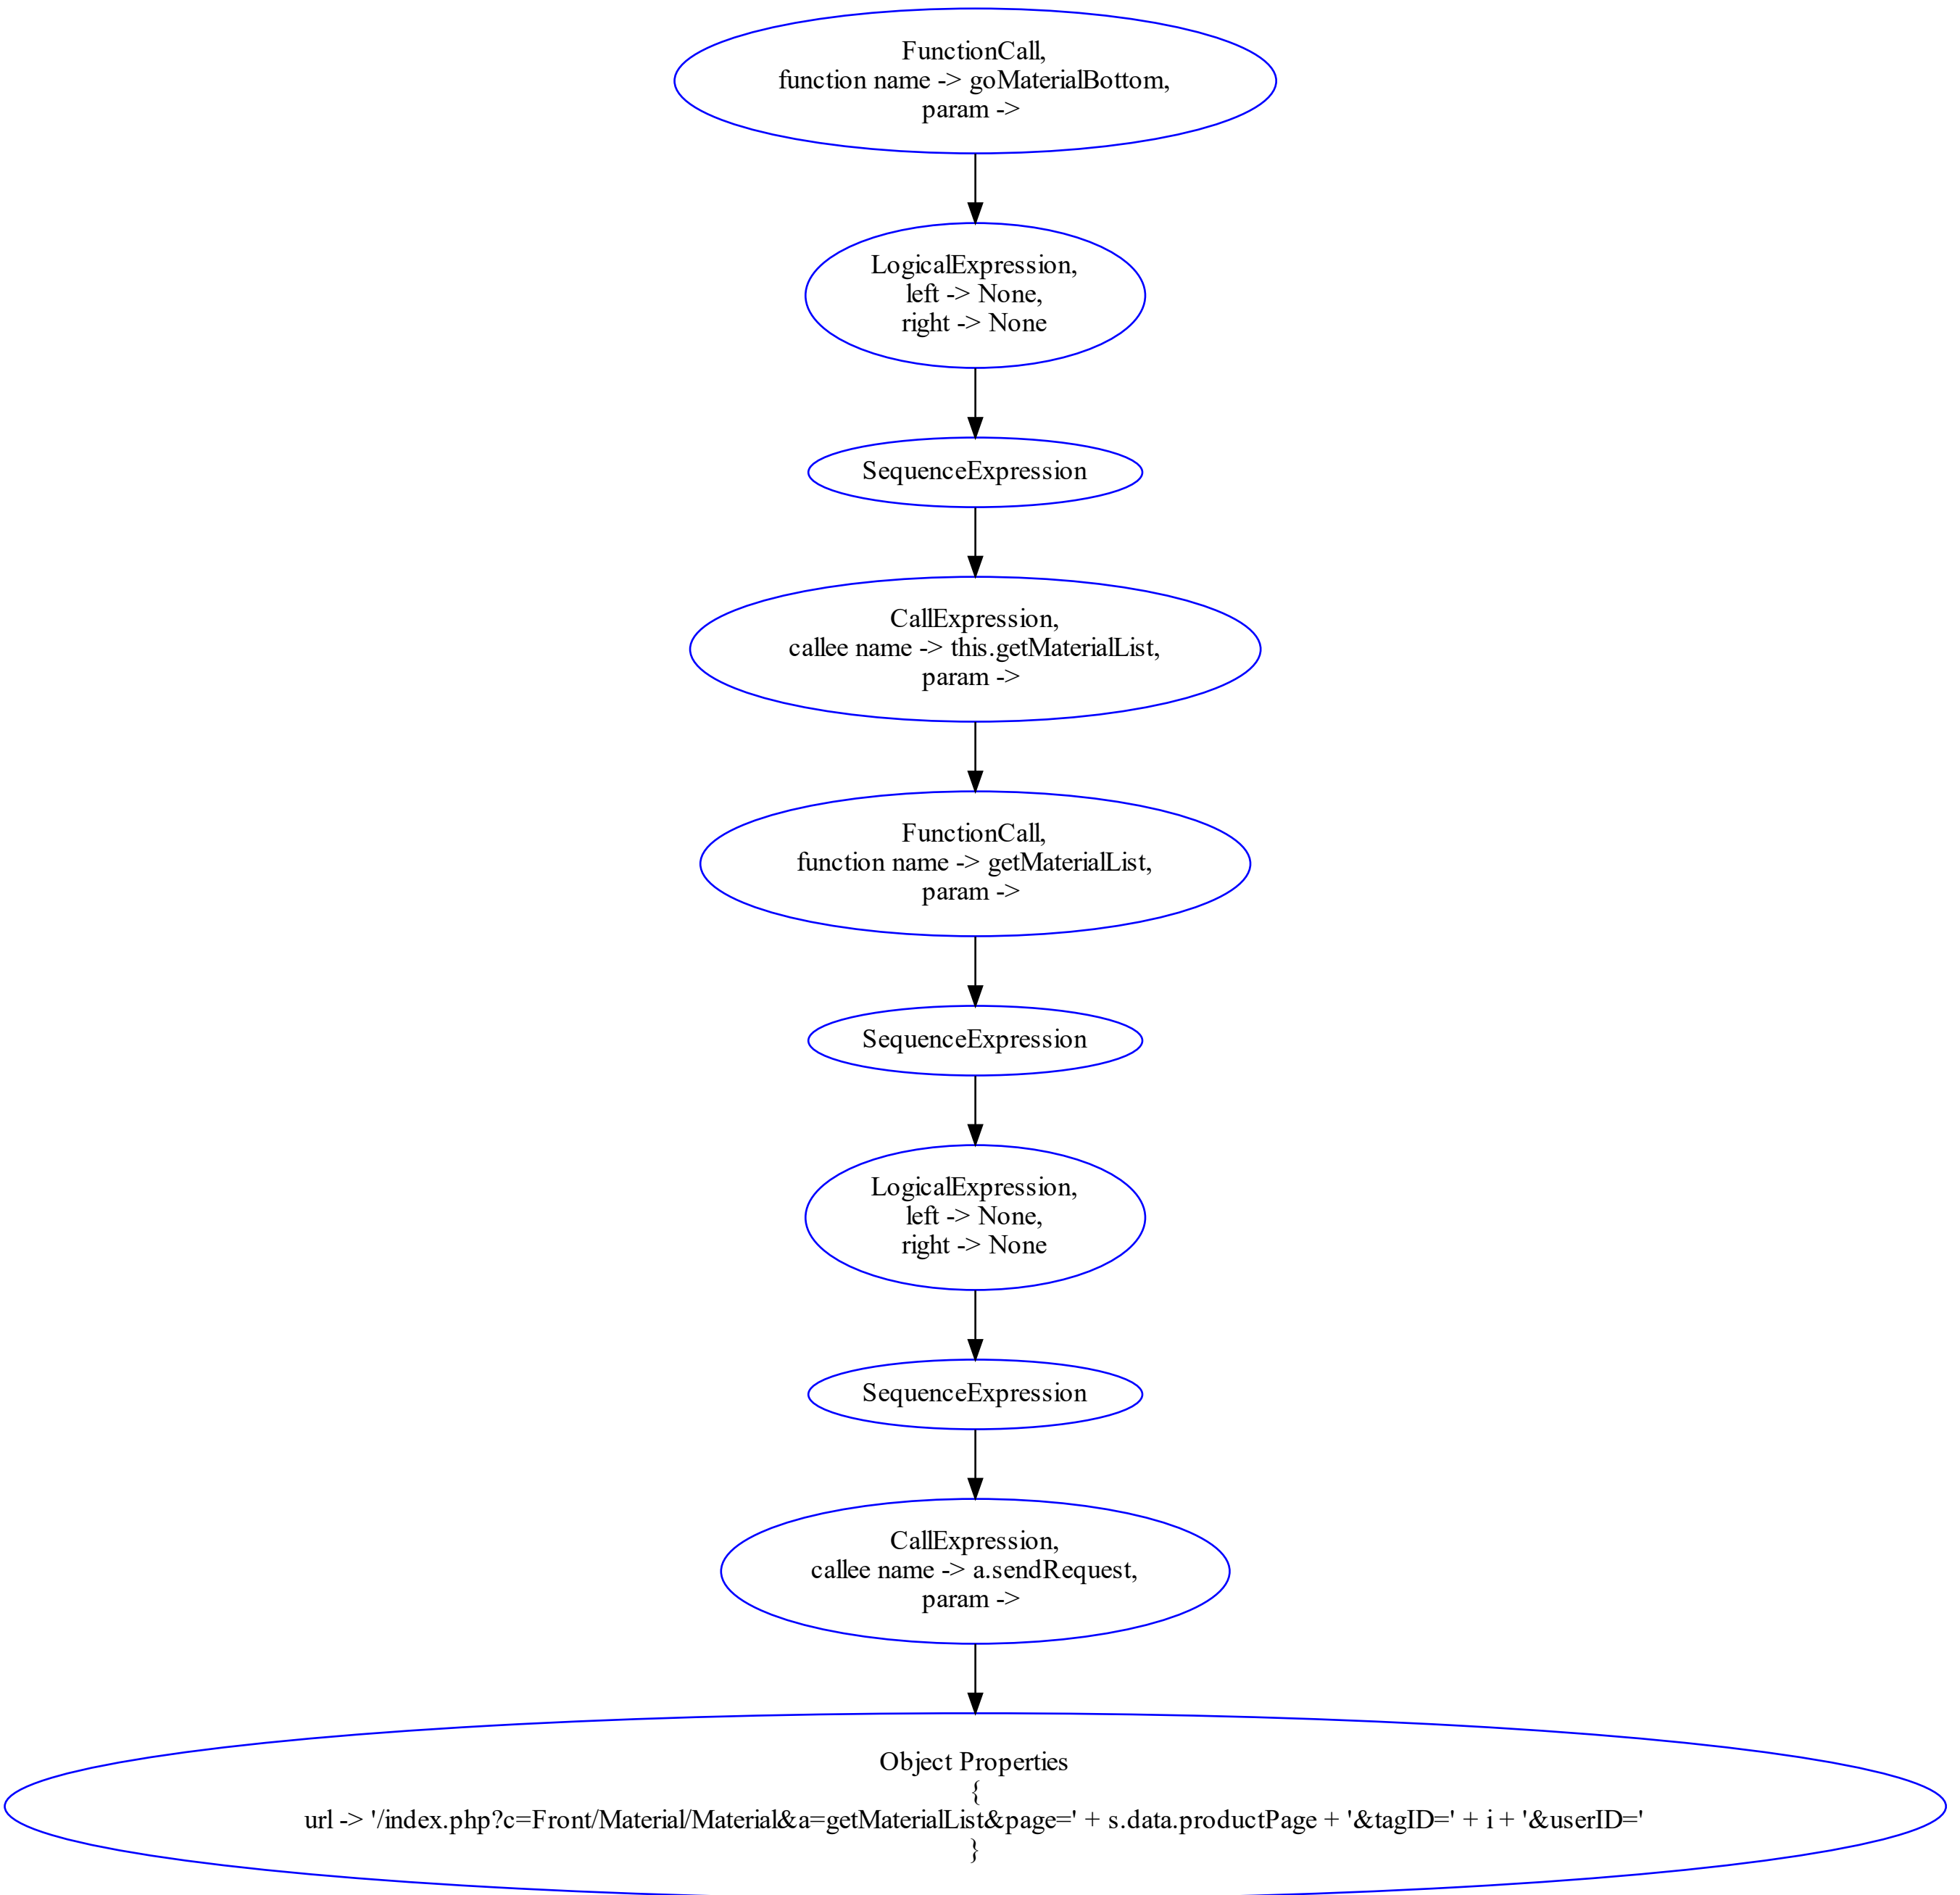 FunctionCall,
function name -> goMaterialBottom,
param ->
LogicalExpression,
left -> None,
right -> None
SequenceExpression
CallExpression,
callee name -> this.getMaterialList,
param ->
FunctionCall,
function name -> getMaterialList,
param ->
SequenceExpression
LogicalExpression,
left -> None,
right -> None
SequenceExpression
CallExpression,
callee name -> a.sendRequest,
param ->
Object Properties
{
url -> '/index.php?c=Front/Material/Material&a=getMaterialList&page=' + s.data.productPage + '&tagID=' + i + '&userID='
}